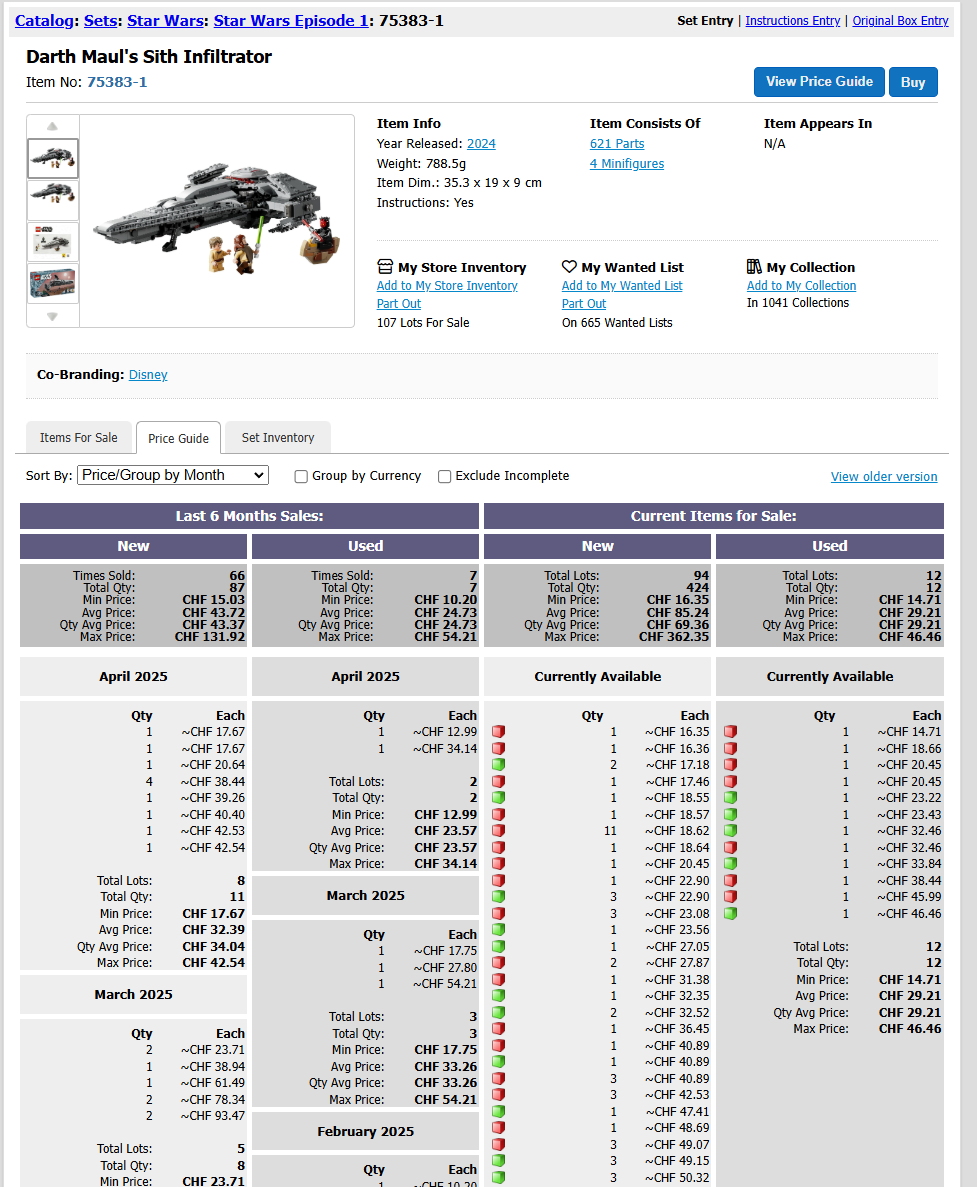 Catalog: Sets: Star Wars: Star Wars Episode 1: 75383-1
Set Entry | Instructions Entry | Original Box Entry
Darth Maul's Sith Infiltrator
Item No: 75383-1
View Price Guide
Buy
Item Info
Year Released: 2024
Weight: 788.5g
Item Dim.: 35.3 x 19 x 9 cm
Instructions: Yes
Item Consists Of
621 Parts
4 Minifigures
Item Appears In
N/A
My Store Inventory
Add to My Store Inventory
Part Out
107 Lots For Sale
My Wanted List
Add to My Wanted List
Part Out
On 665 Wanted Lists
My Collection
Add to My Collection
In 1041 Collections
Co-Branding: Disney
Items For Sale
Price Guide
Set Inventory
Sort By: Price/Group by Month
Group by Currency
Exclude Incomplete
View older version
Last 6 Months Sales:
Current Items for Sale:
New
Used
New
Used
Times Sold: 66
Total Qty: 87
Min Price: CHF 15.03
Avg Price: CHF 43.72
Qty Avg Price: CHF 43.37
Max Price: CHF 131.92
Times Sold: 7
Total Qty: 7
Min Price: CHF 10.20
Avg Price: CHF 24.73
Qty Avg Price: CHF 24.73
Max Price: CHF 54.21
Total Lots: 94
Total Qty: 424
Min Price: CHF 16.35
Avg Price: CHF 85.24
Qty Avg Price: CHF 69.36
Max Price: CHF 362.35
Total Lots: 12
Total Qty: 12
Min Price: CHF 14.71
Avg Price: CHF 29.21
Qty Avg Price: CHF 29.21
Max Price: CHF 46.46
April 2025
Qty Each
1 ~CHF 17.67
1 ~CHF 17.67
1 ~CHF 20.64
4 ~CHF 38.44
1 ~CHF 39.26
1 ~CHF 40.40
1 ~CHF 42.53
1 ~CHF 42.54
Total Lots: 8
Total Qty: 11
Min Price: CHF 17.67
Avg Price: CHF 32.39
Qty Avg Price: CHF 34.04
Max Price: CHF 42.54
March 2025
Qty Each
2 ~CHF 23.71
1 ~CHF 38.94
1 ~CHF 61.49
2 ~CHF 78.34
2 ~CHF 93.47
Total Lots: 5
Total Qty: 8
Min Price: CHF 23.71
April 2025
Qty Each
1 ~CHF 12.99
1 ~CHF 34.14
Total Lots: 2
Total Qty: 2
Min Price: CHF 12.99
Avg Price: CHF 23.57
Qty Avg Price: CHF 23.57
Max Price: CHF 34.14
March 2025
Qty Each
1 ~CHF 17.75
1 ~CHF 27.80
1 ~CHF 54.21
Total Lots: 3
Total Qty: 3
Min Price: CHF 17.75
Avg Price: CHF 33.26
Qty Avg Price: CHF 33.26
Max Price: CHF 54.21
February 2025
Qty Each
1 ~CHF 10.20
Currently Available
Qty Each
1 ~CHF 16.35
1 ~CHF 16.36
2 ~CHF 17.18
1 ~CHF 17.46
1 ~CHF 18.55
1 ~CHF 18.57
11 ~CHF 18.62
1 ~CHF 18.64
1 ~CHF 20.45
1 ~CHF 22.90
3 ~CHF 22.90
3 ~CHF 23.08
1 ~CHF 23.56
1 ~CHF 27.05
2 ~CHF 27.87
1 ~CHF 31.38
1 ~CHF 32.35
2 ~CHF 32.52
1 ~CHF 36.45
1 ~CHF 40.89
1 ~CHF 40.89
3 ~CHF 40.89
3 ~CHF 42.53
1 ~CHF 47.41
1 ~CHF 48.69
3 ~CHF 49.07
3 ~CHF 49.15
3 ~CHF 50.32
Currently Available
Qty Each
1 ~CHF 14.71
1 ~CHF 18.66
1 ~CHF 20.45
1 ~CHF 20.45
1 ~CHF 23.22
1 ~CHF 23.43
1 ~CHF 32.46
1 ~CHF 32.46
1 ~CHF 33.84
1 ~CHF 38.44
1 ~CHF 45.99
1 ~CHF 46.46
Total Lots: 12
Total Qty: 12
Min Price: CHF 14.71
Avg Price: CHF 29.21
Qty Avg Price: CHF 29.21
Max Price: CHF 46.46